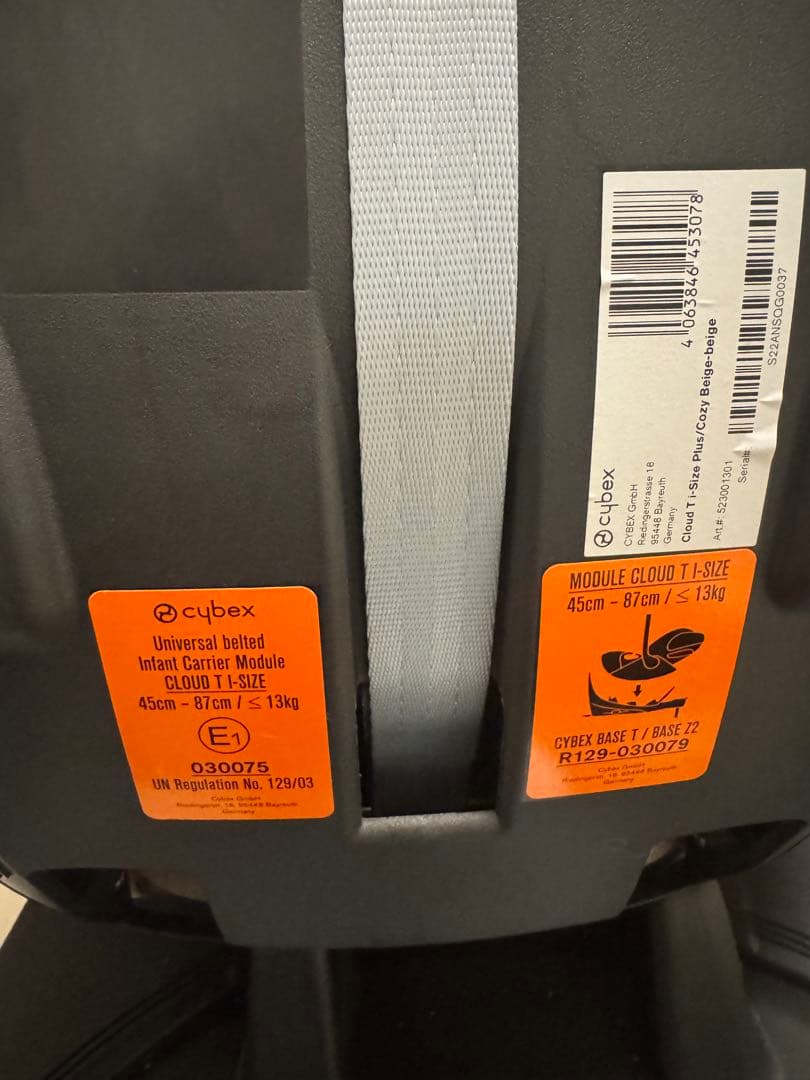 4 063846 453078
S22ANSQG0037
Serial#:
cybex
CYBEX GmbH
Riedingerstrasse 18
95448 Bayreuth
Germany
Cloud T i-Size Plus/Cozy Beige-beige
Art.#: 523001301
cybex
Universal belted
Infant Carrier Module
CLOUD T I-SIZE
45cm - 87cm / ≤ 13kg
E1
030075
UN Regulation No. 129/03
Cybex GmbH
Riedingerstr. 18, 95448 Bayreuth
Germany
MODULE CLOUD T I-SIZE
45cm - 87cm / ≤ 13kg
CYBEX BASE T / BASE Z2
R129-030079
Cybex GmbH
Riedingerstr. 18, 95448 Bayreuth
Germany